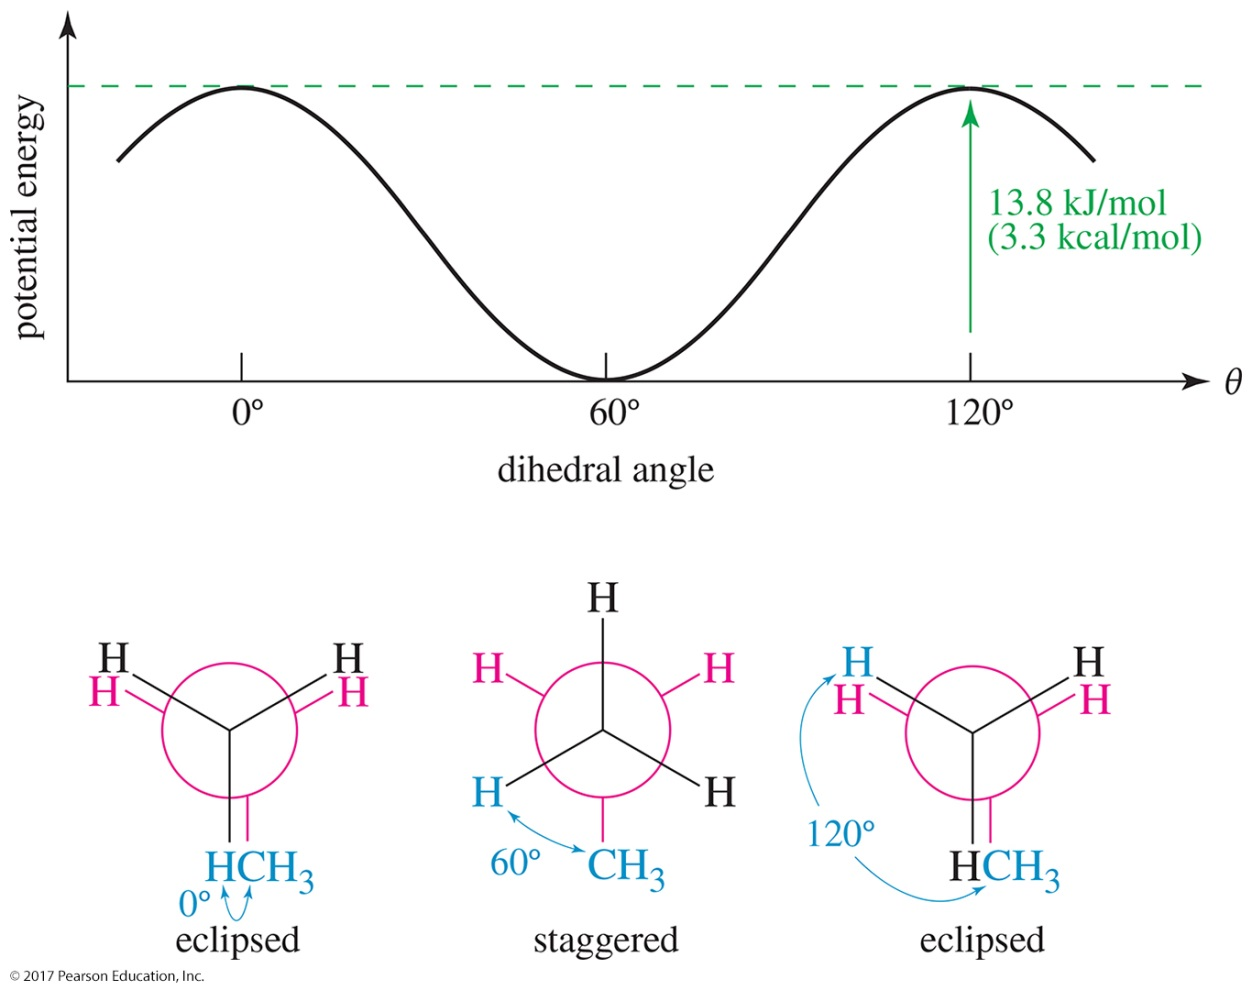 potential energy
13.8 kJ/mol
(3.3 kcal/mol)
θ
0° 60° 120°
dihedral angle
H
H H H H H H
H H H H
H H
120°
HCH₃ 60° CH₃ HCH₃
0°
eclipsed staggered eclipsed
© 2017 Pearson Education, Inc.